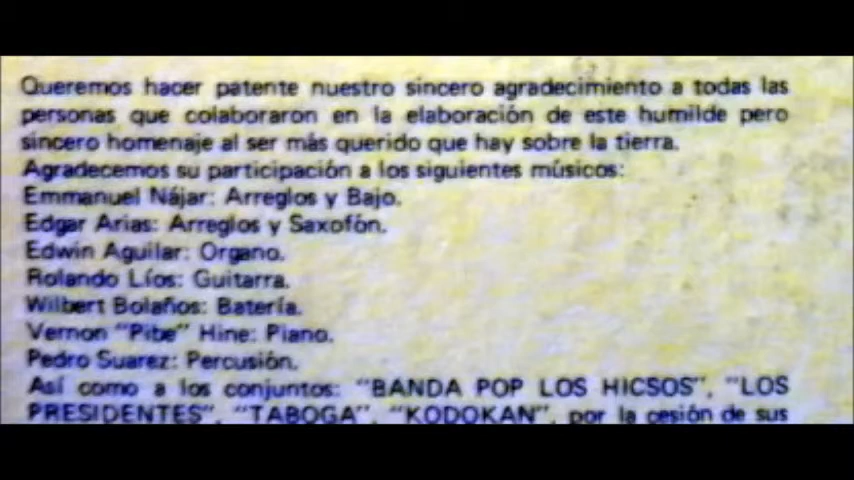 Queremos hacer patente nuestro sincero agradecimiento a todas las
personas que colaboraron en la elaboración de este humilde pero
sincero homenaje al ser más querido que hay sobre la tierra.
Agradecemos su participación a los siguientes músicos:
Emmanuel Nájar: Arreglos y Bajo.
Edgar Arias: Arreglos y Saxofón.
Edwin Aguilar: Organo.
Rolando Líos: Guitarra.
Wilbert Bolaños: Batería.
Vernon "Pibe" Hine: Piano.
Pedro Suarez: Percusión.
Así como a los conjuntos: "BANDA POP LOS HICSOS", "LOS
PRESIDENTES", "TABOGA", "KODOKAN", por la cesión de sus